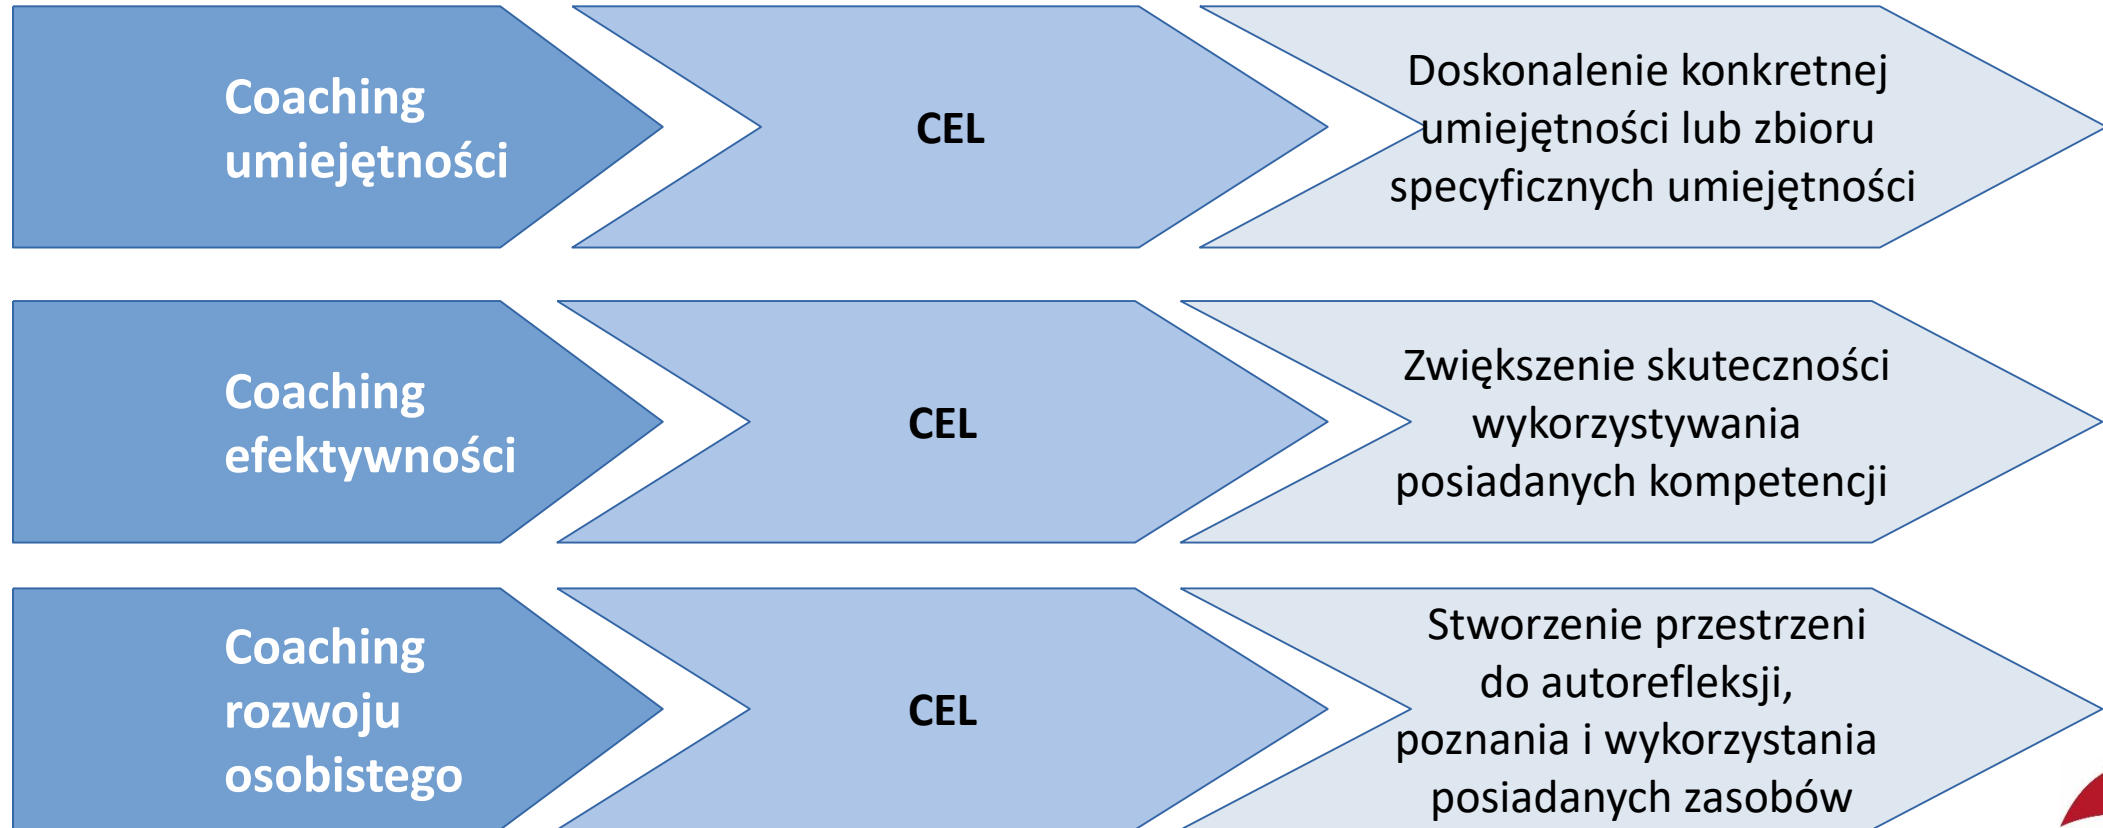 Coaching
umiejętności
CEL
Doskonalenie konkretnej
umiejętności lub zbioru
specyficznych umiejętności
Coaching
efektywności
CEL
Zwiększenie skuteczności
wykorzystywania
posiadanych kompetencji
Coaching
rozwoju
osobistego
CEL
Stworzenie przestrzeni
do autorefleksji,
poznania i wykorzystania
posiadanych zasobów